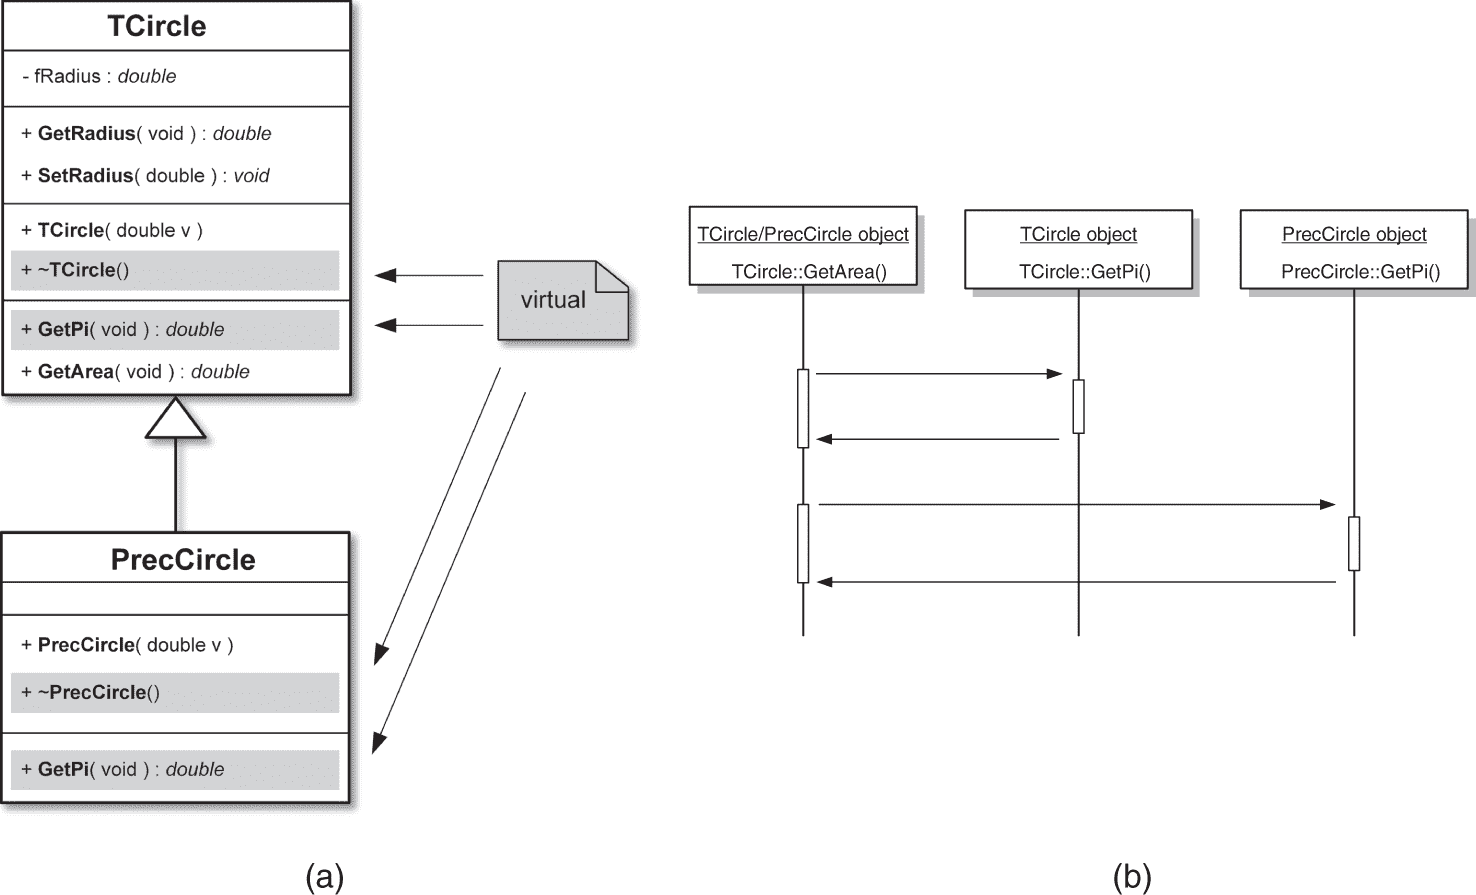 TCircle
- fRadius : double
+ GetRadius( void ) : double
+ SetRadius( double ) : void
+ TCircle( double v )
+ ~TCircle()
+ GetPi( void ) : double
+ GetArea( void ) : double
virtual
PrecCircle
+ PrecCircle( double v )
+ ~PrecCircle()
+ GetPi( void ) : double
(a)
TCircle/PrecCircle object
TCircle::GetArea()
TCircle object
TCircle::GetPi()
PrecCircle object
PrecCircle::GetPi()
(b)